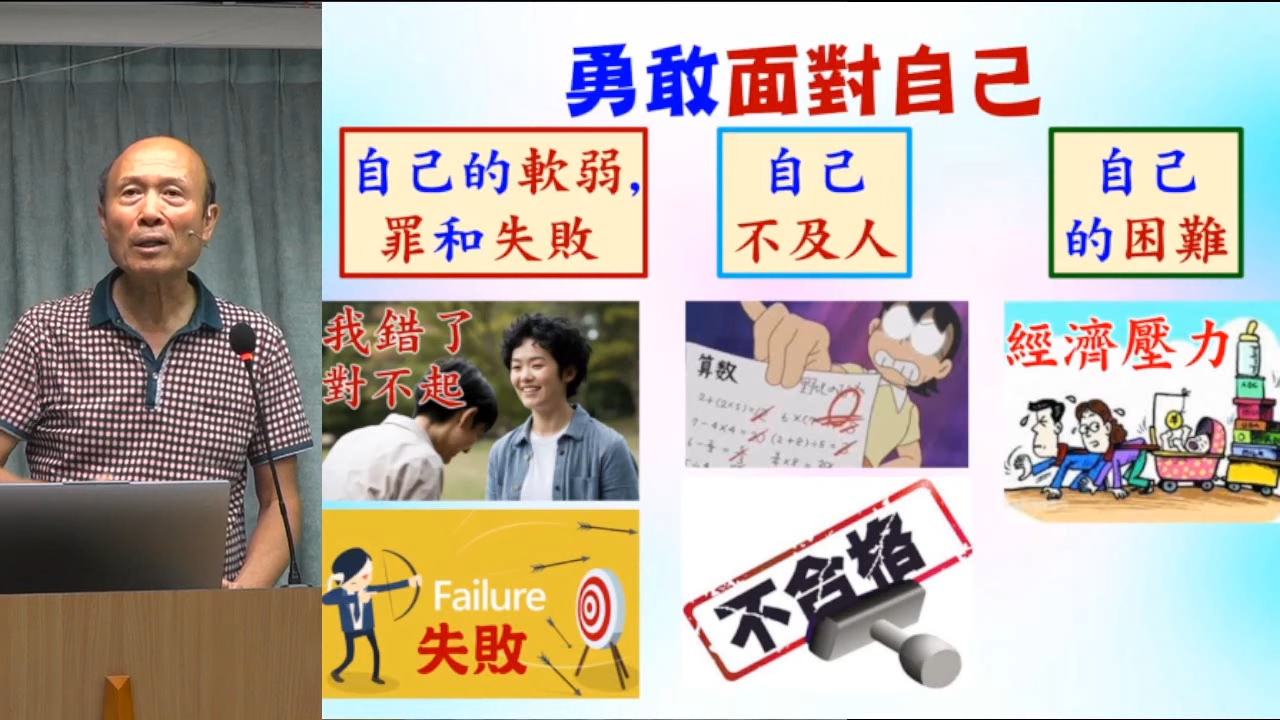 勇敢面對自己
自己的軟弱,
罪和失敗
自己
不及人
自己
的困難
我錯了
對不起
Failure
失敗
算数
不合格
經濟壓力